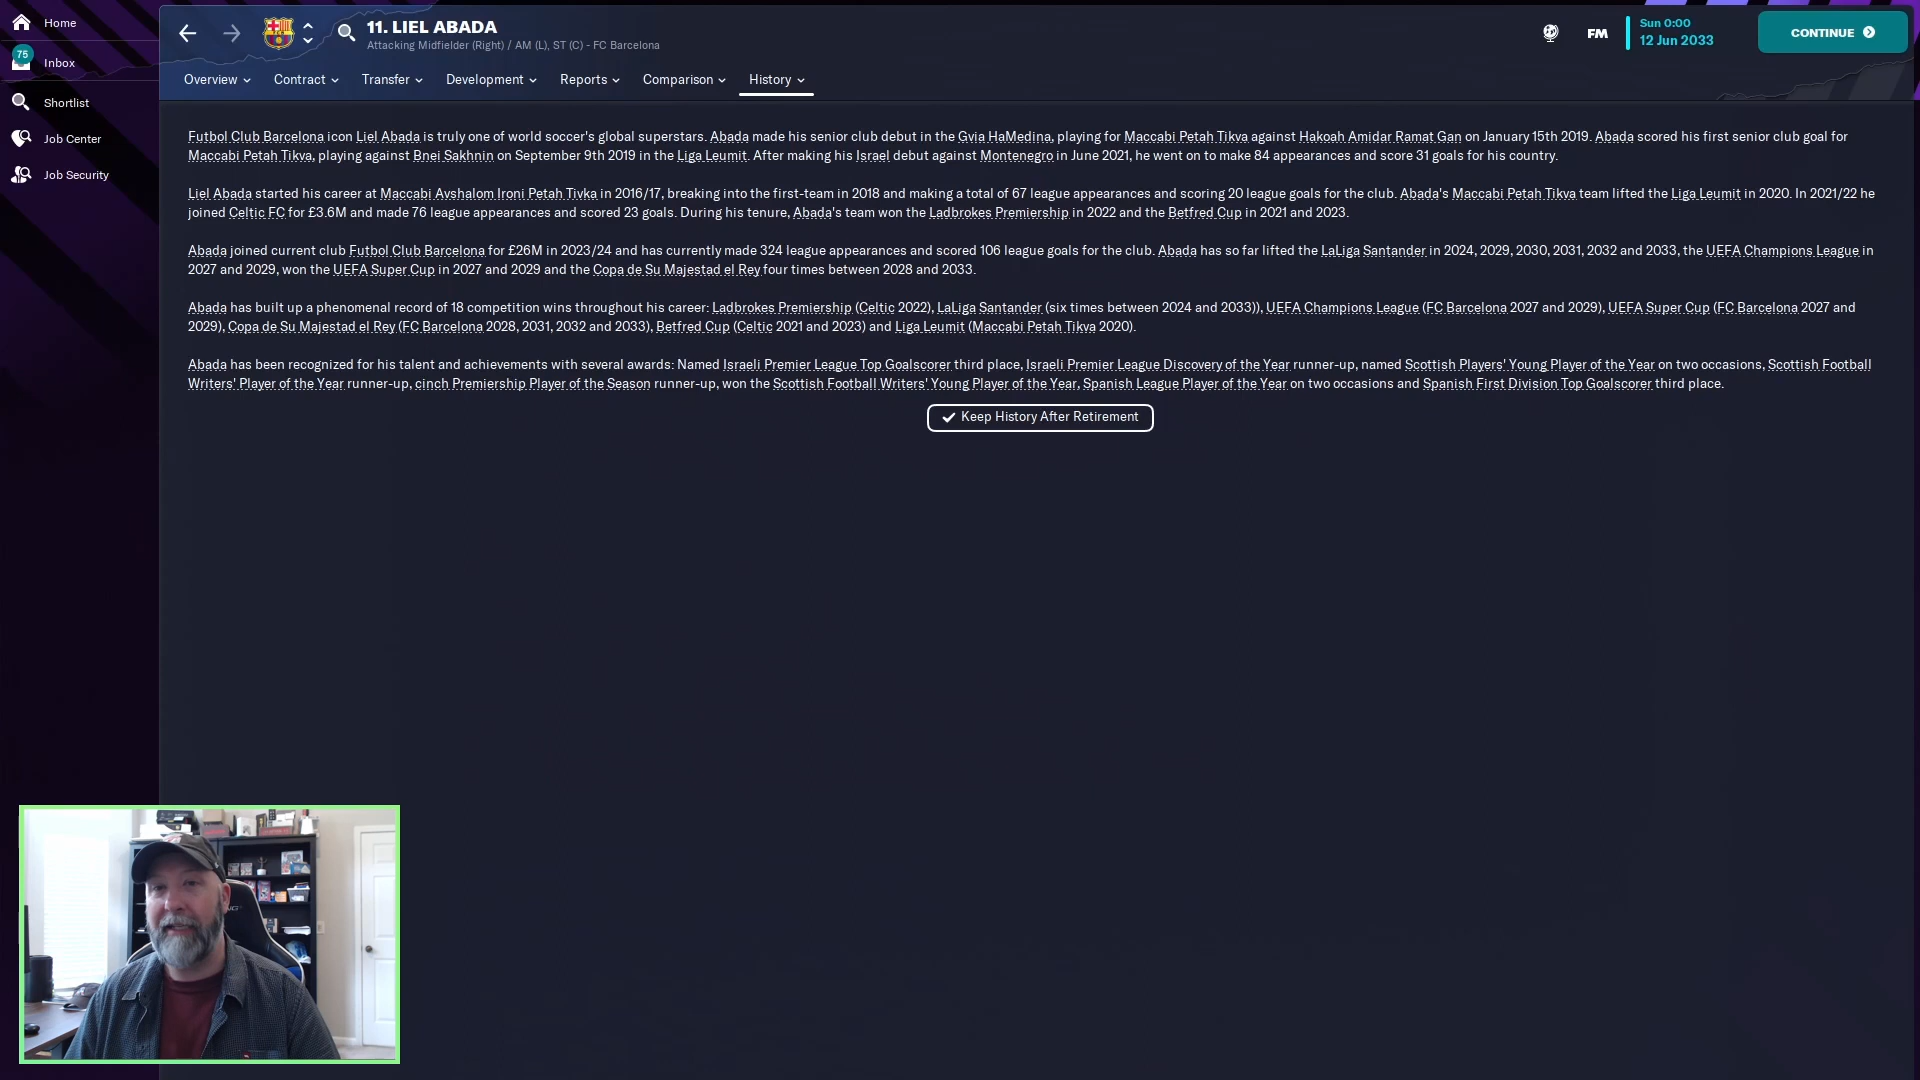 Home
75
Inbox
Shortlist
Job Center
Job Security
11. LIEL ABADA
Attacking Midfielder (Right) / AM (L), ST (C) - FC Barcelona
FM
Sun 0:00
12 Jun 2033
CONTINUE
Overview
Contract
Transfer
Development
Reports
Comparison
History
Futbol Club Barcelona icon Liel Abada is truly one of world soccer's global superstars. Abada made his senior club debut in the Gvia HaMedina, playing for Maccabi Petah Tikva against Hakoah Amidar Ramat Gan on January 15th 2019. Abada scored his first senior club goal for
Maccabi Petah Tikva, playing against Bnei Sakhnin on September 9th 2019 in the Liga Leumit. After making his Israel debut against Montenegro in June 2021, he went on to make 84 appearances and score 31 goals for his country.
Liel Abada started his career at Maccabi Avshalom Ironi Petah Tivka in 2016/17, breaking into the first-team in 2018 and making a total of 67 league appearances and scoring 20 league goals for the club. Abada's Maccabi Petah Tikva team lifted the Liga Leumit in 2020. In 2021/22 he
joined Celtic FC for £3.6M and made 76 league appearances and scored 23 goals. During his tenure, Abada's team won the Ladbrokes Premiership in 2022 and the Betfred Cup in 2021 and 2023.
Abada joined current club Futbol Club Barcelona for £26M in 2023/24 and has currently made 324 league appearances and scored 106 league goals for the club. Abada has so far lifted the LaLiga Santander in 2024, 2029, 2030, 2031, 2032 and 2033, the UEFA Champions League in
2027 and 2029, won the UEFA Super Cup in 2027 and 2029 and the Copa de Su Majestad el Rey four times between 2028 and 2033.
Abada has built up a phenomenal record of 18 competition wins throughout his career: Ladbrokes Premiership (Celtic 2022), LaLiga Santander (six times between 2024 and 2033)), UEFA Champions League (FC Barcelona 2027 and 2029), UEFA Super Cup (FC Barcelona 2027 and
2029), Copa de Su Majestad el Rey (FC Barcelona 2028, 2031, 2032 and 2033), Betfred Cup (Celtic 2021 and 2023) and Liga Leumit (Maccabi Petah Tikva 2020).
Abada has been recognized for his talent and achievements with several awards: Named Israeli Premier League Top Goalscorer third place, Israeli Premier League Discovery of the Year runner-up, named Scottish Players' Young Player of the Year on two occasions, Scottish Football
Writers' Player of the Year runner-up, cinch Premiership Player of the Season runner-up, won the Scottish Football Writers' Young Player of the Year, Spanish League Player of the Year on two occasions and Spanish First Division Top Goalscorer third place.
Keep History After Retirement